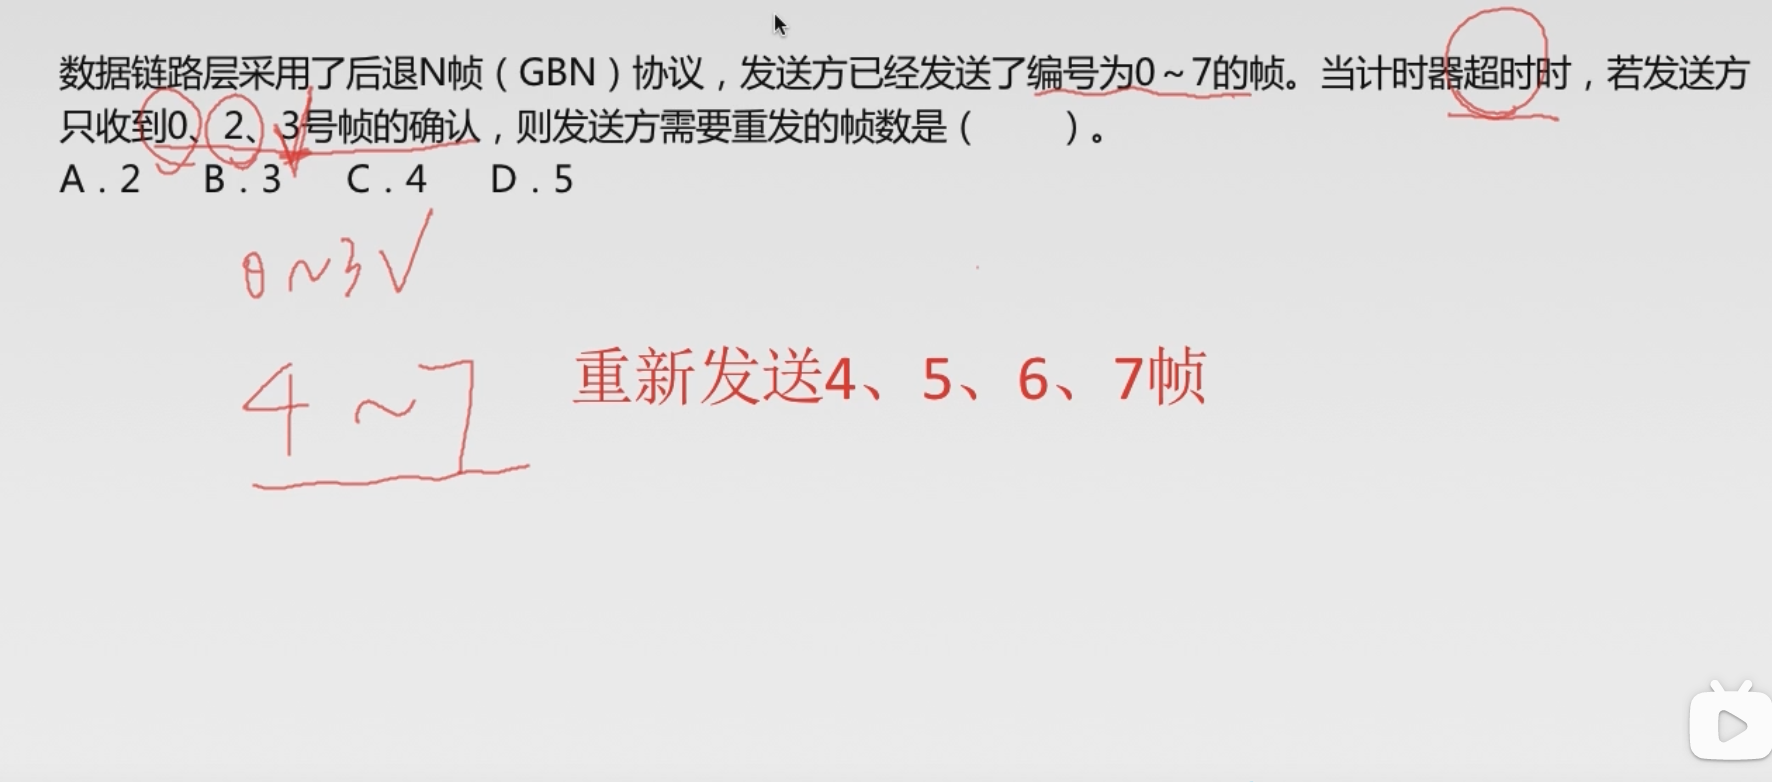 数据链路层采用了后退N帧（GBN）协议，发送方已经发送了编号为0～7的帧。当计时器超时时，若发送方
只收到0、2、3号帧的确认，则发送方需要重发的帧数是（　　）。
A．2　B．3　C．4　D．5
0～3√
4～7
重新发送4、5、6、7帧